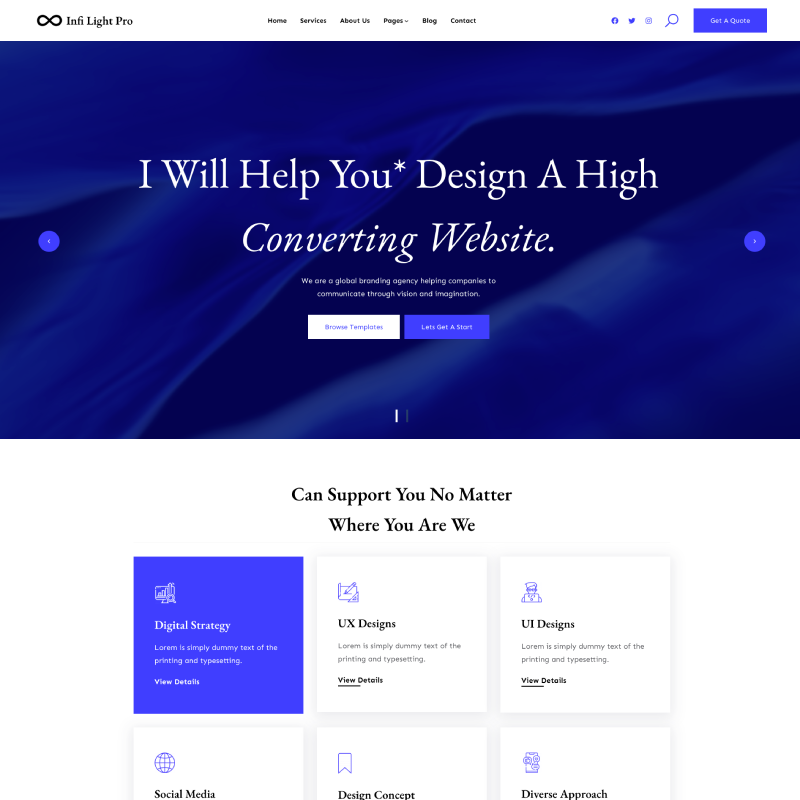 Infi Light Pro
Home Services About Us Pages Blog Contact
Get A Quote
I Will Help You* Design A High
Converting Website.
We are a global branding agency helping companies to
communicate through vision and imagination.
Browse Templates Lets Get A Start
Can Support You No Matter
Where You Are We
Digital Strategy
Lorem is simply dummy text of the
printing and typesetting.
View Details
UX Designs
Lorem is simply dummy text of the
printing and typesetting.
View Details
UI Designs
Lorem is simply dummy text of the
printing and typesetting.
View Details
Social Media
Design Concept
Diverse Approach